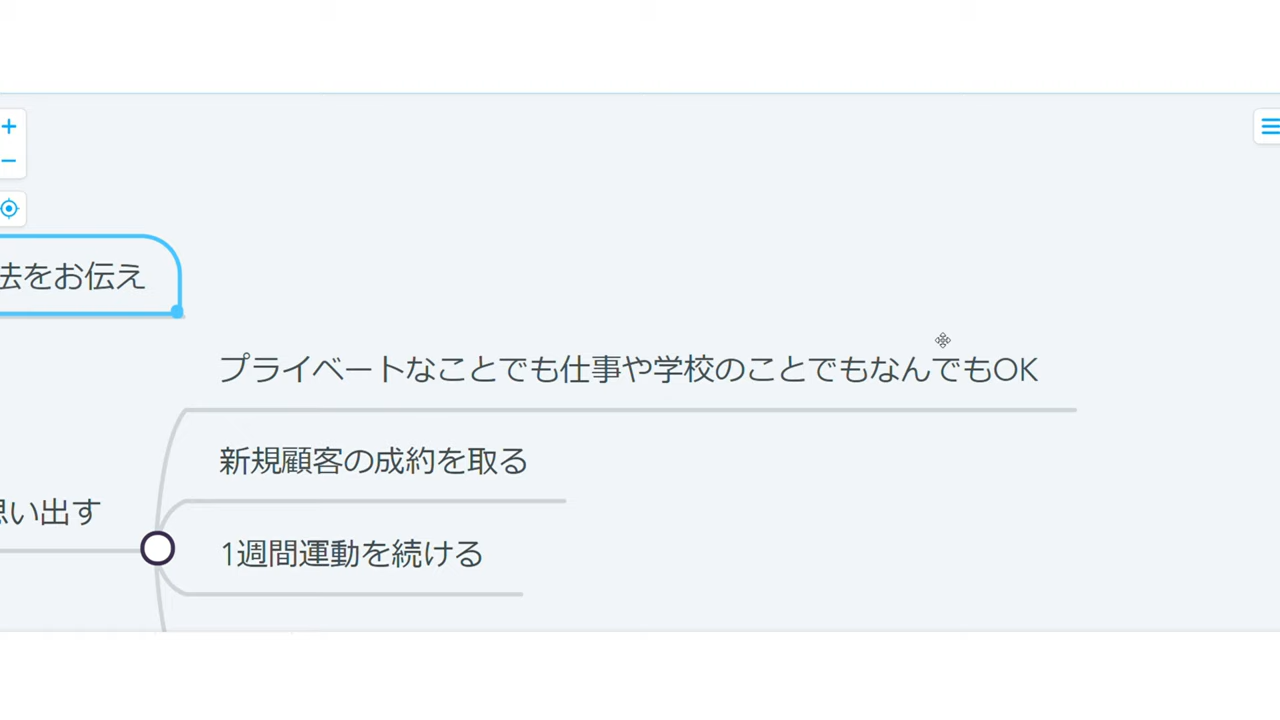 法をお伝え
プライベートなことでも仕事や学校のことでもなんでもOK
新規顧客の成約を取る
思い出す
1週間運動を続ける